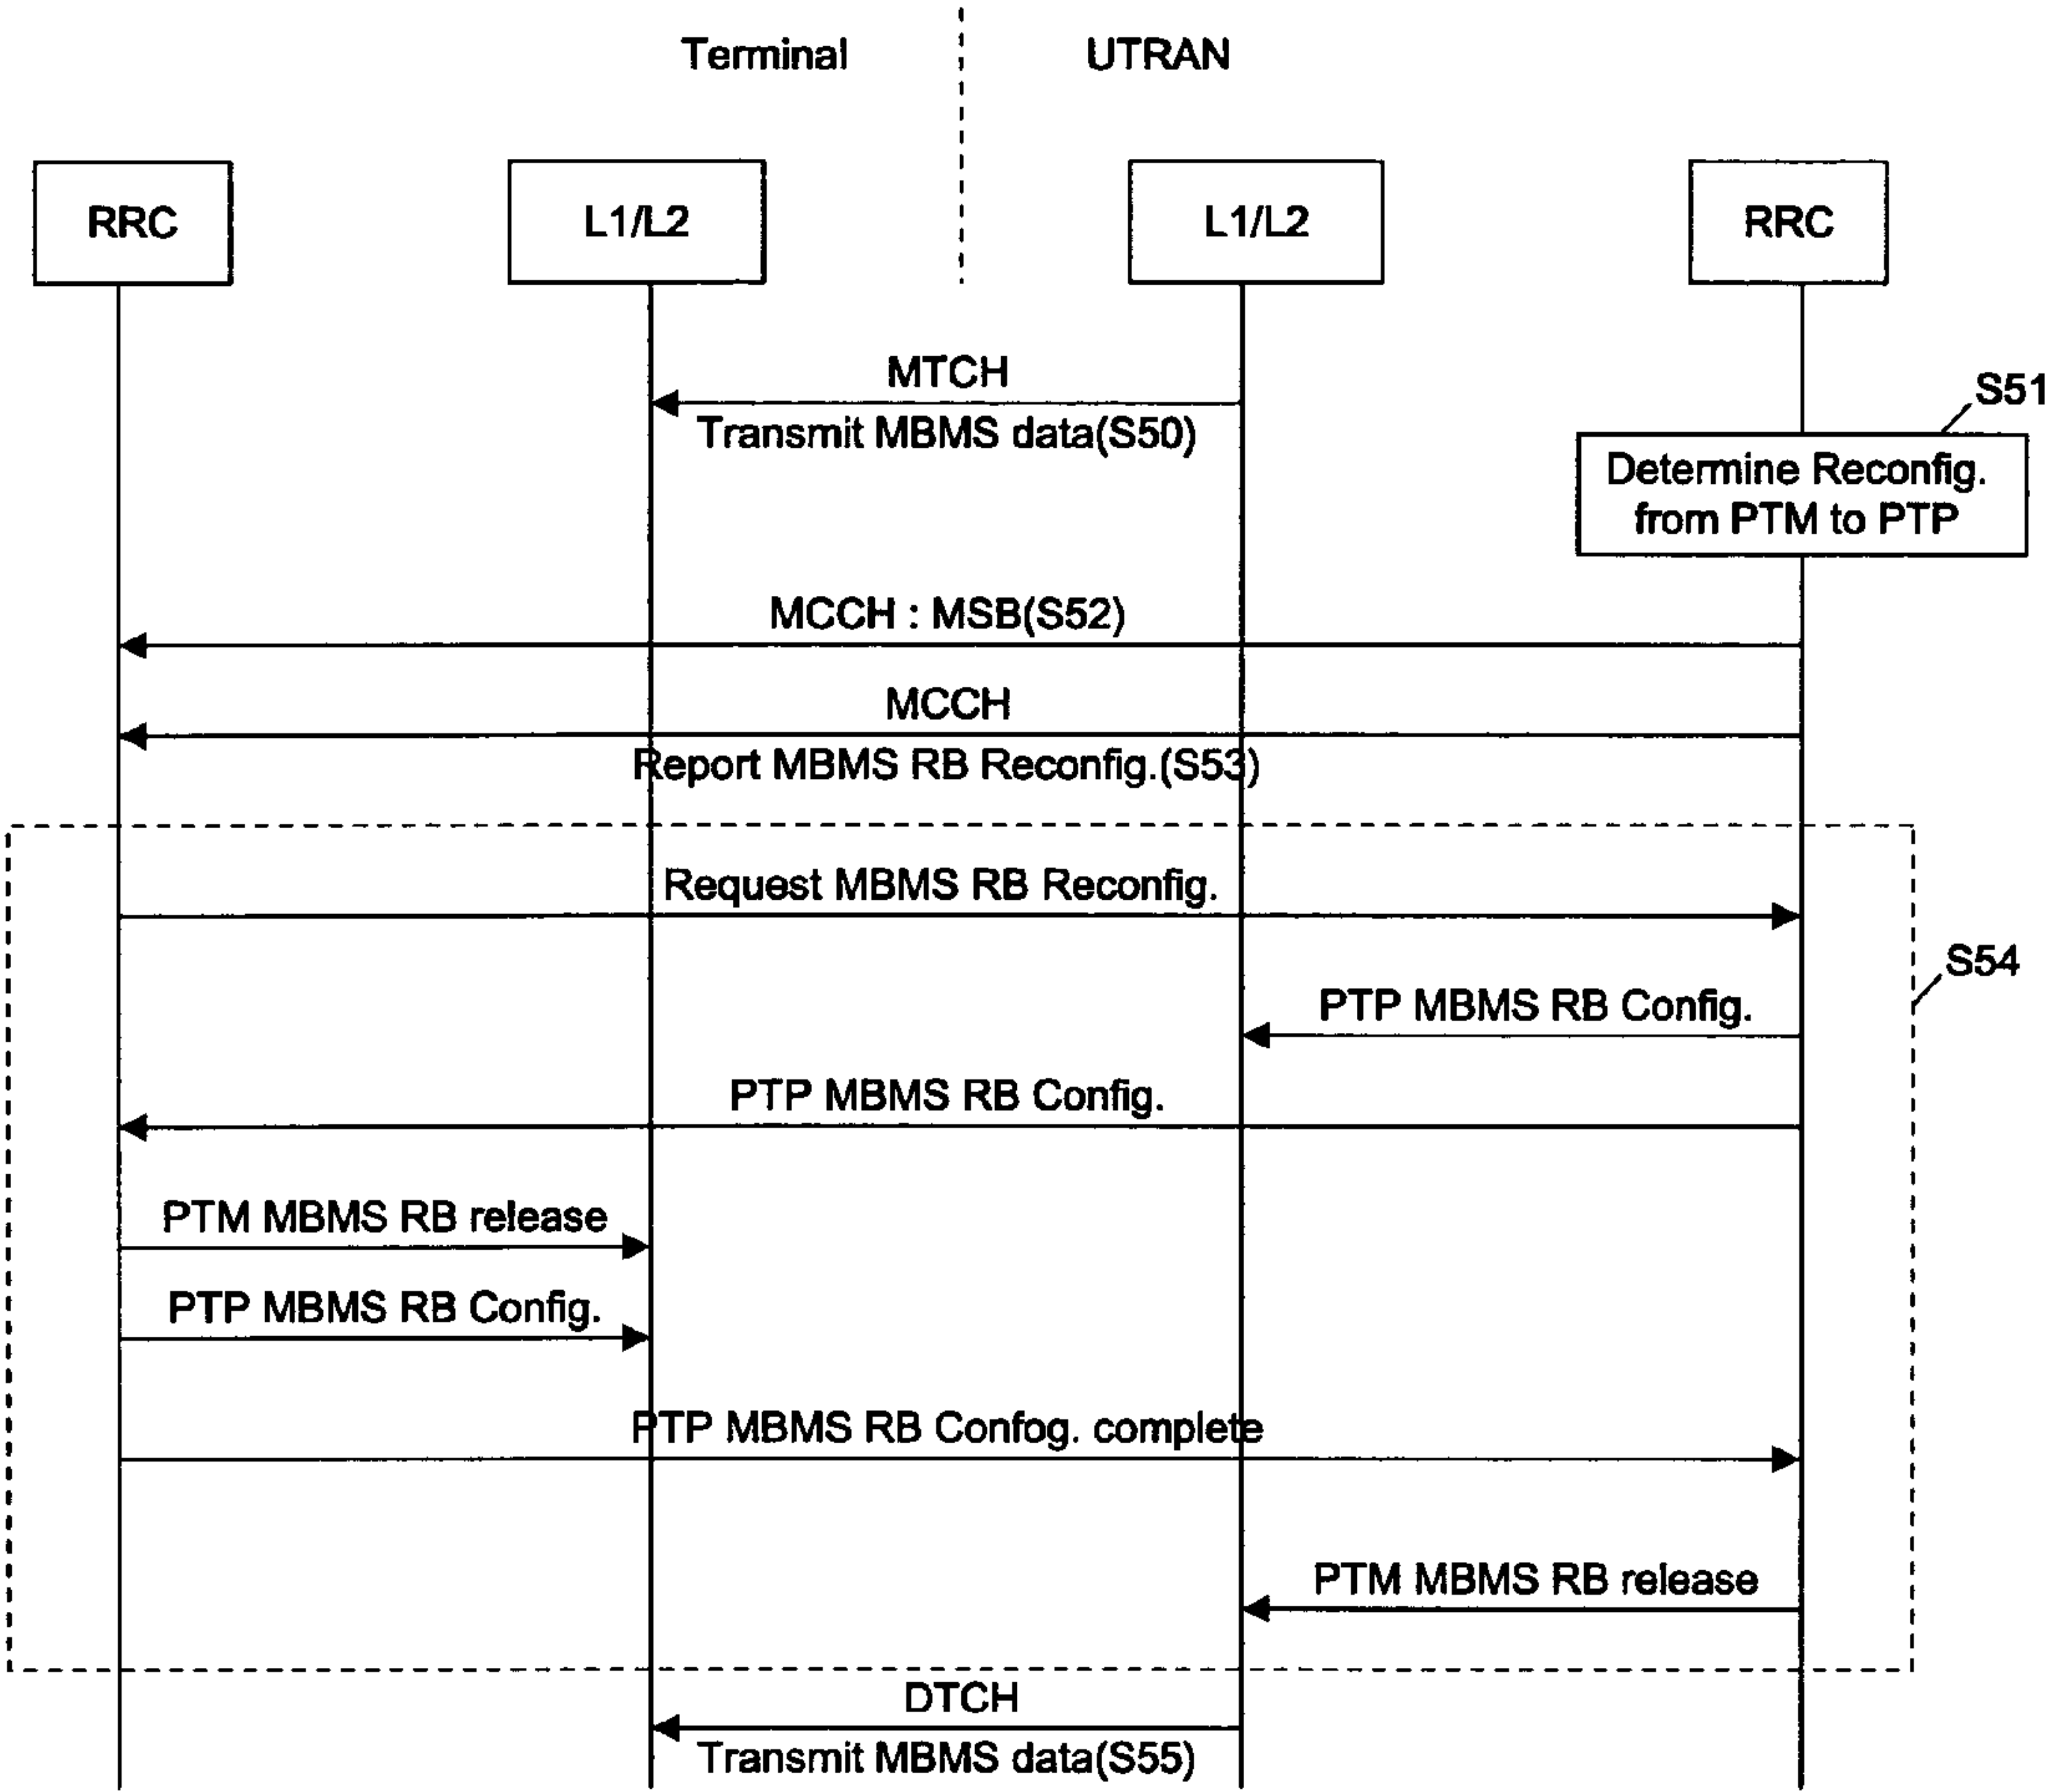 Terminal
UTRAN
RRC
L1/L2
L1/L2
RRC
MTCH
Transmit MBMS data(S50)
S51
Determine Reconfig.
from PTM to PTP
MCCH : MSB(S52)
MCCH
Report MBMS RB Reconfig.(S53)
Request MBMS RB Reconfig.
S54
PTP MBMS RB Config.
PTP MBMS RB Config.
PTM MBMS RB release
PTP MBMS RB Config.
PTP MBMS RB Confog. complete
PTM MBMS RB release
DTCH
Transmit MBMS data(S55)